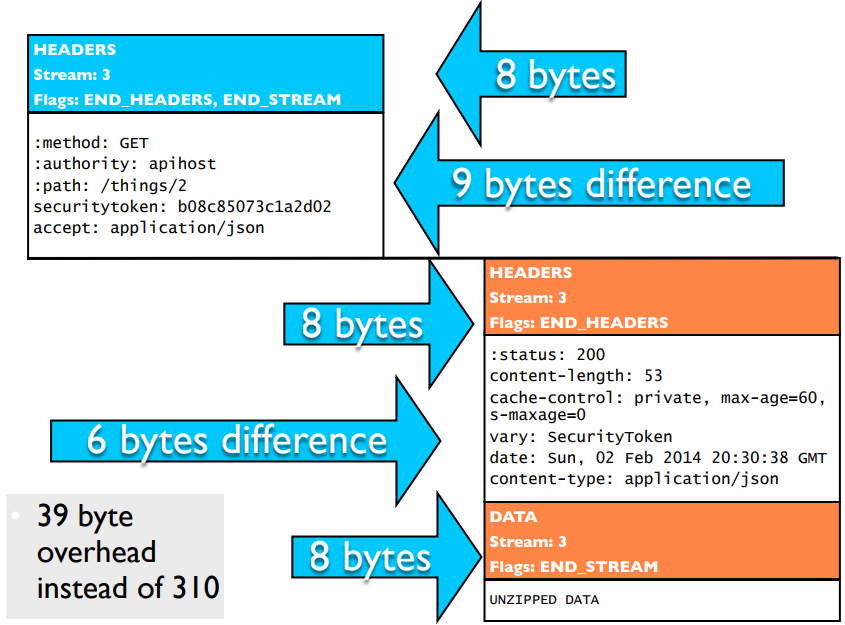 HEADERS
Stream: 3
Flags: END_HEADERS, END_STREAM
8 bytes
:method: GET
:authority: apihost
:path: /things/2
securitytoken: b08c85073c1a2d02
accept: application/json
9 bytes difference
HEADERS
Stream: 3
Flags: END_HEADERS
8 bytes
:status: 200
content-length: 53
cache-control: private, max-age=60,
s-maxage=0
vary: SecurityToken
date: Sun, 02 Feb 2014 20:30:38 GMT
content-type: application/json
6 bytes difference
DATA
Stream: 3
Flags: END_STREAM
8 bytes
UNZIPPED DATA
• 39 byte
overhead
instead of 310